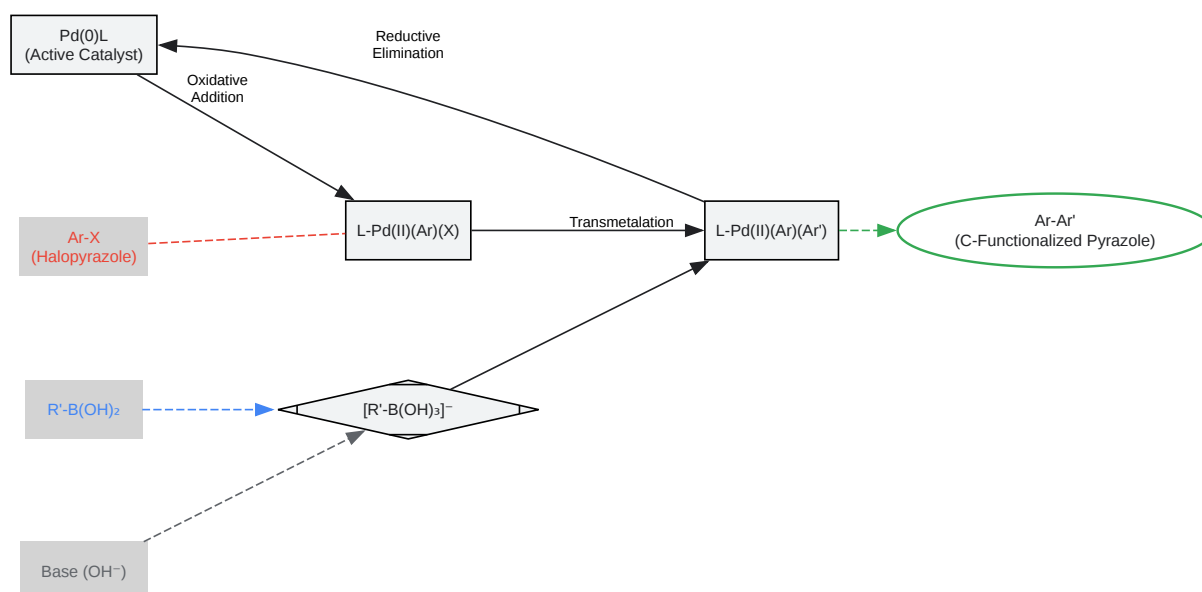 Pd(0)L
(Active Catalyst)
Reductive
Elimination
Oxidative
Addition
Ar-X
(Halopyrazole)
L-Pd(II)(Ar)(X)
Transmetalation
L-Pd(II)(Ar)(Ar')
Ar-Ar'
(C-Functionalized Pyrazole)
R'-B(OH)₂
[R'-B(OH)₃]⁻
Base (OH⁻)